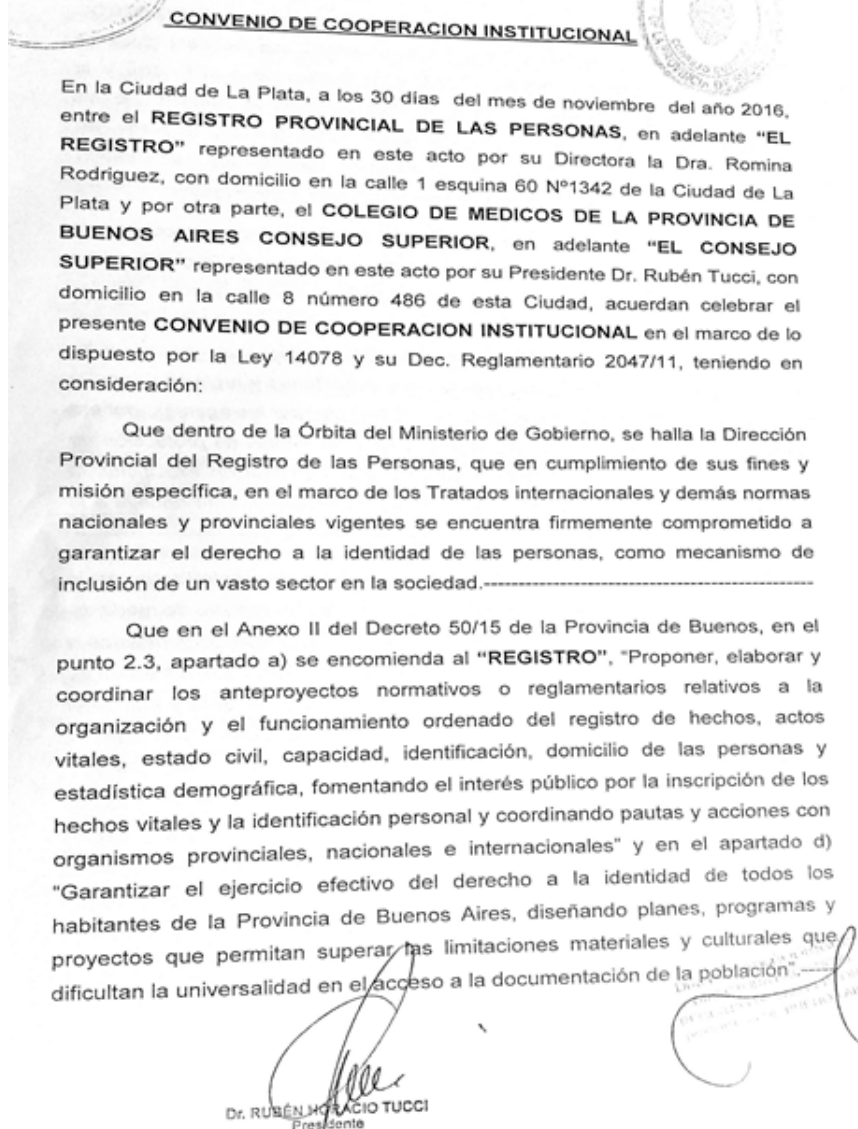 CONVENIO DE COOPERACION INSTITUCIONAL
En la Ciudad de La Plata, a los 30 días del mes de noviembre del año 2016,
entre el REGISTRO PROVINCIAL DE LAS PERSONAS, en adelante “EL
REGISTRO” representado en este acto por su Directora la Dra. Romina
Rodriguez, con domicilio en la calle 1 esquina 60 Nº1342 de la Ciudad de La
Plata y por otra parte, el COLEGIO DE MEDICOS DE LA PROVINCIA DE
BUENOS AIRES CONSEJO SUPERIOR, en adelante “EL CONSEJO
SUPERIOR” representado en este acto por su Presidente Dr. Rubén Tucci, con
domicilio en la calle 8 número 486 de esta Ciudad, acuerdan celebrar el
presente CONVENIO DE COOPERACION INSTITUCIONAL en el marco de lo
dispuesto por la Ley 14078 y su Dec. Reglamentario 2047/11, teniendo en
consideración:
Que dentro de la Órbita del Ministerio de Gobierno, se halla la Dirección
Provincial del Registro de las Personas, que en cumplimiento de sus fines y
misión específica, en el marco de los Tratados internacionales y demás normas
nacionales y provinciales vigentes se encuentra firmemente comprometido a
garantizar el derecho a la identidad de las personas, como mecanismo de
inclusión de un vasto sector en la sociedad.------------------------------------------------
Que en el Anexo II del Decreto 50/15 de la Provincia de Buenos, en el
punto 2.3, apartado a) se encomienda al “REGISTRO”, “Proponer, elaborar y
coordinar los anteproyectos normativos o reglamentarios relativos a la
organización y el funcionamiento ordenado del registro de hechos, actos
vitales, estado civil, capacidad, identificación, domicilio de las personas y
estadística demográfica, fomentando el interés público por la inscripción de los
hechos vitales y la identificación personal y coordinando pautas y acciones con
organismos provinciales, nacionales e internacionales” y en el apartado d)
“Garantizar el ejercicio efectivo del derecho a la identidad de todos los
habitantes de la Provincia de Buenos Aires, diseñando planes, programas y
proyectos que permitan superar las limitaciones materiales y culturales que
dificultan la universalidad en el acceso a la documentación de la población”.-----
Dr. RUBÉN HORACIO TUCCI
Presidente